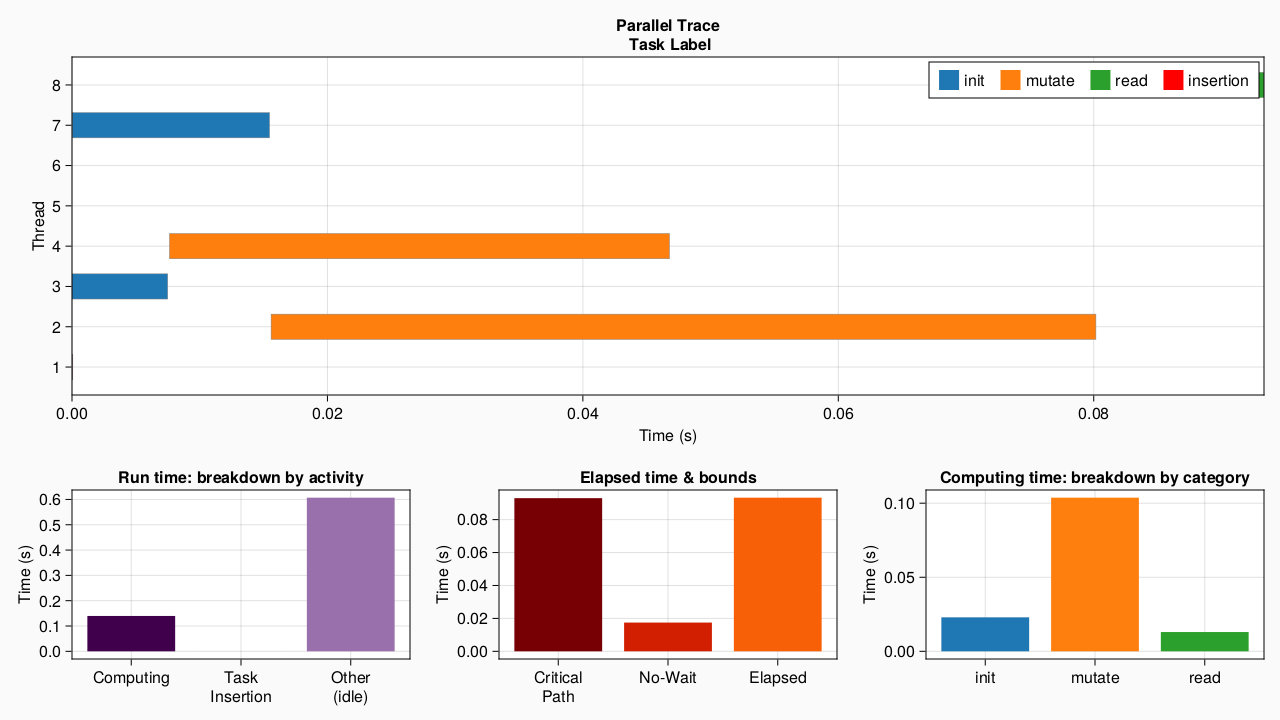 Parallel Trace
Task Label
init mutate read insertion
Thread
8
7
6
5
4
3
2
1
0.00 0.02 0.04 0.06 0.08
Time (s)
Run time: breakdown by activity
Time (s)
0.6
0.5
0.4
0.3
0.2
0.1
0.0
Computing Task Insertion Other (idle)
Elapsed time & bounds
Time (s)
0.08
0.06
0.04
0.02
0.00
Critical Path No-Wait Elapsed
Computing time: breakdown by category
Time (s)
0.10
0.05
0.00
init mutate read